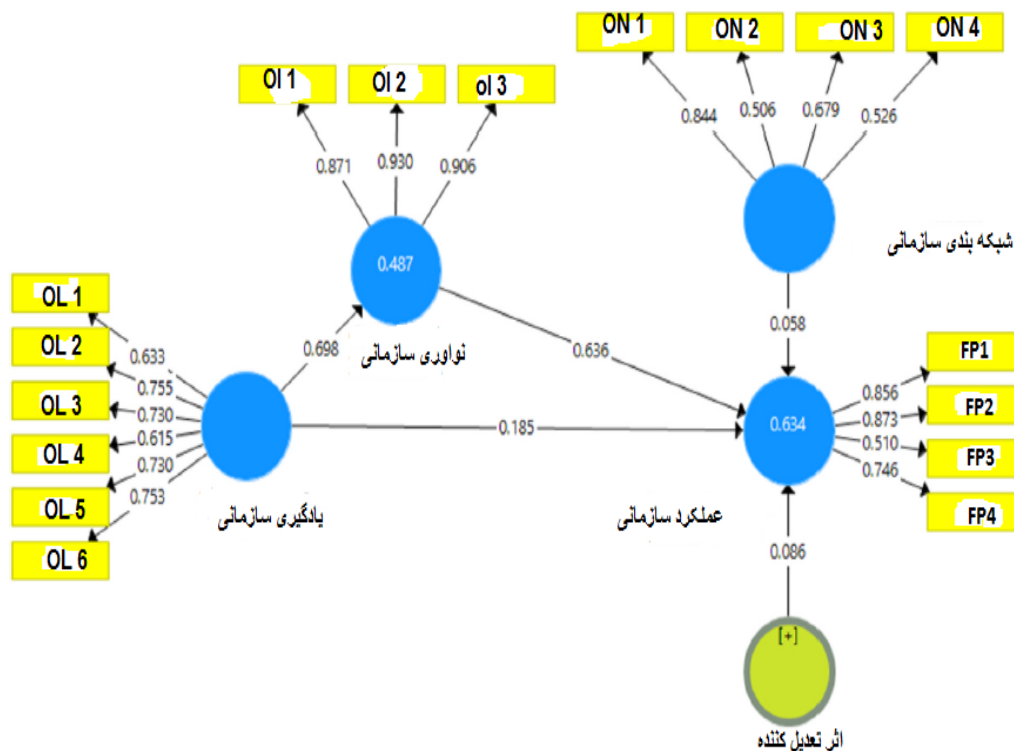 ON 1
ON 2
ON 3
ON 4
OI 1
OI 2
oI 3
0.844
0.506
0.679
0.526
0.871
0.930
0.906
شبکه بندی سازمانی
0.487
OL 1
OL 2
OL 3
OL 4
OL 5
OL 6
0.633
0.755
0.730
0.615
0.730
0.753
0.698
نواوری سازمانی
0.636
0.058
0.185
یادگیری سازمانی
0.634
عملکرد سازمانی
0.856
0.873
0.510
0.746
FP1
FP2
FP3
FP4
0.086
[+]
اثر تعدیل کننده